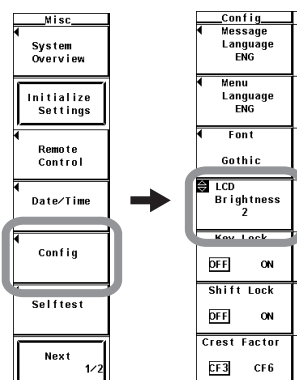 Misc
System
Overview
Initialize
Settings
Remote
Control
Date/Time
Config
Selftest
Next
1/2
Config
Message
Language
ENG
Menu
Language
ENG
Font
Gothic
LCD
Brightness
2
Key Lock
OFF ON
Shift Lock
OFF ON
Crest Factor
CF3 CF6